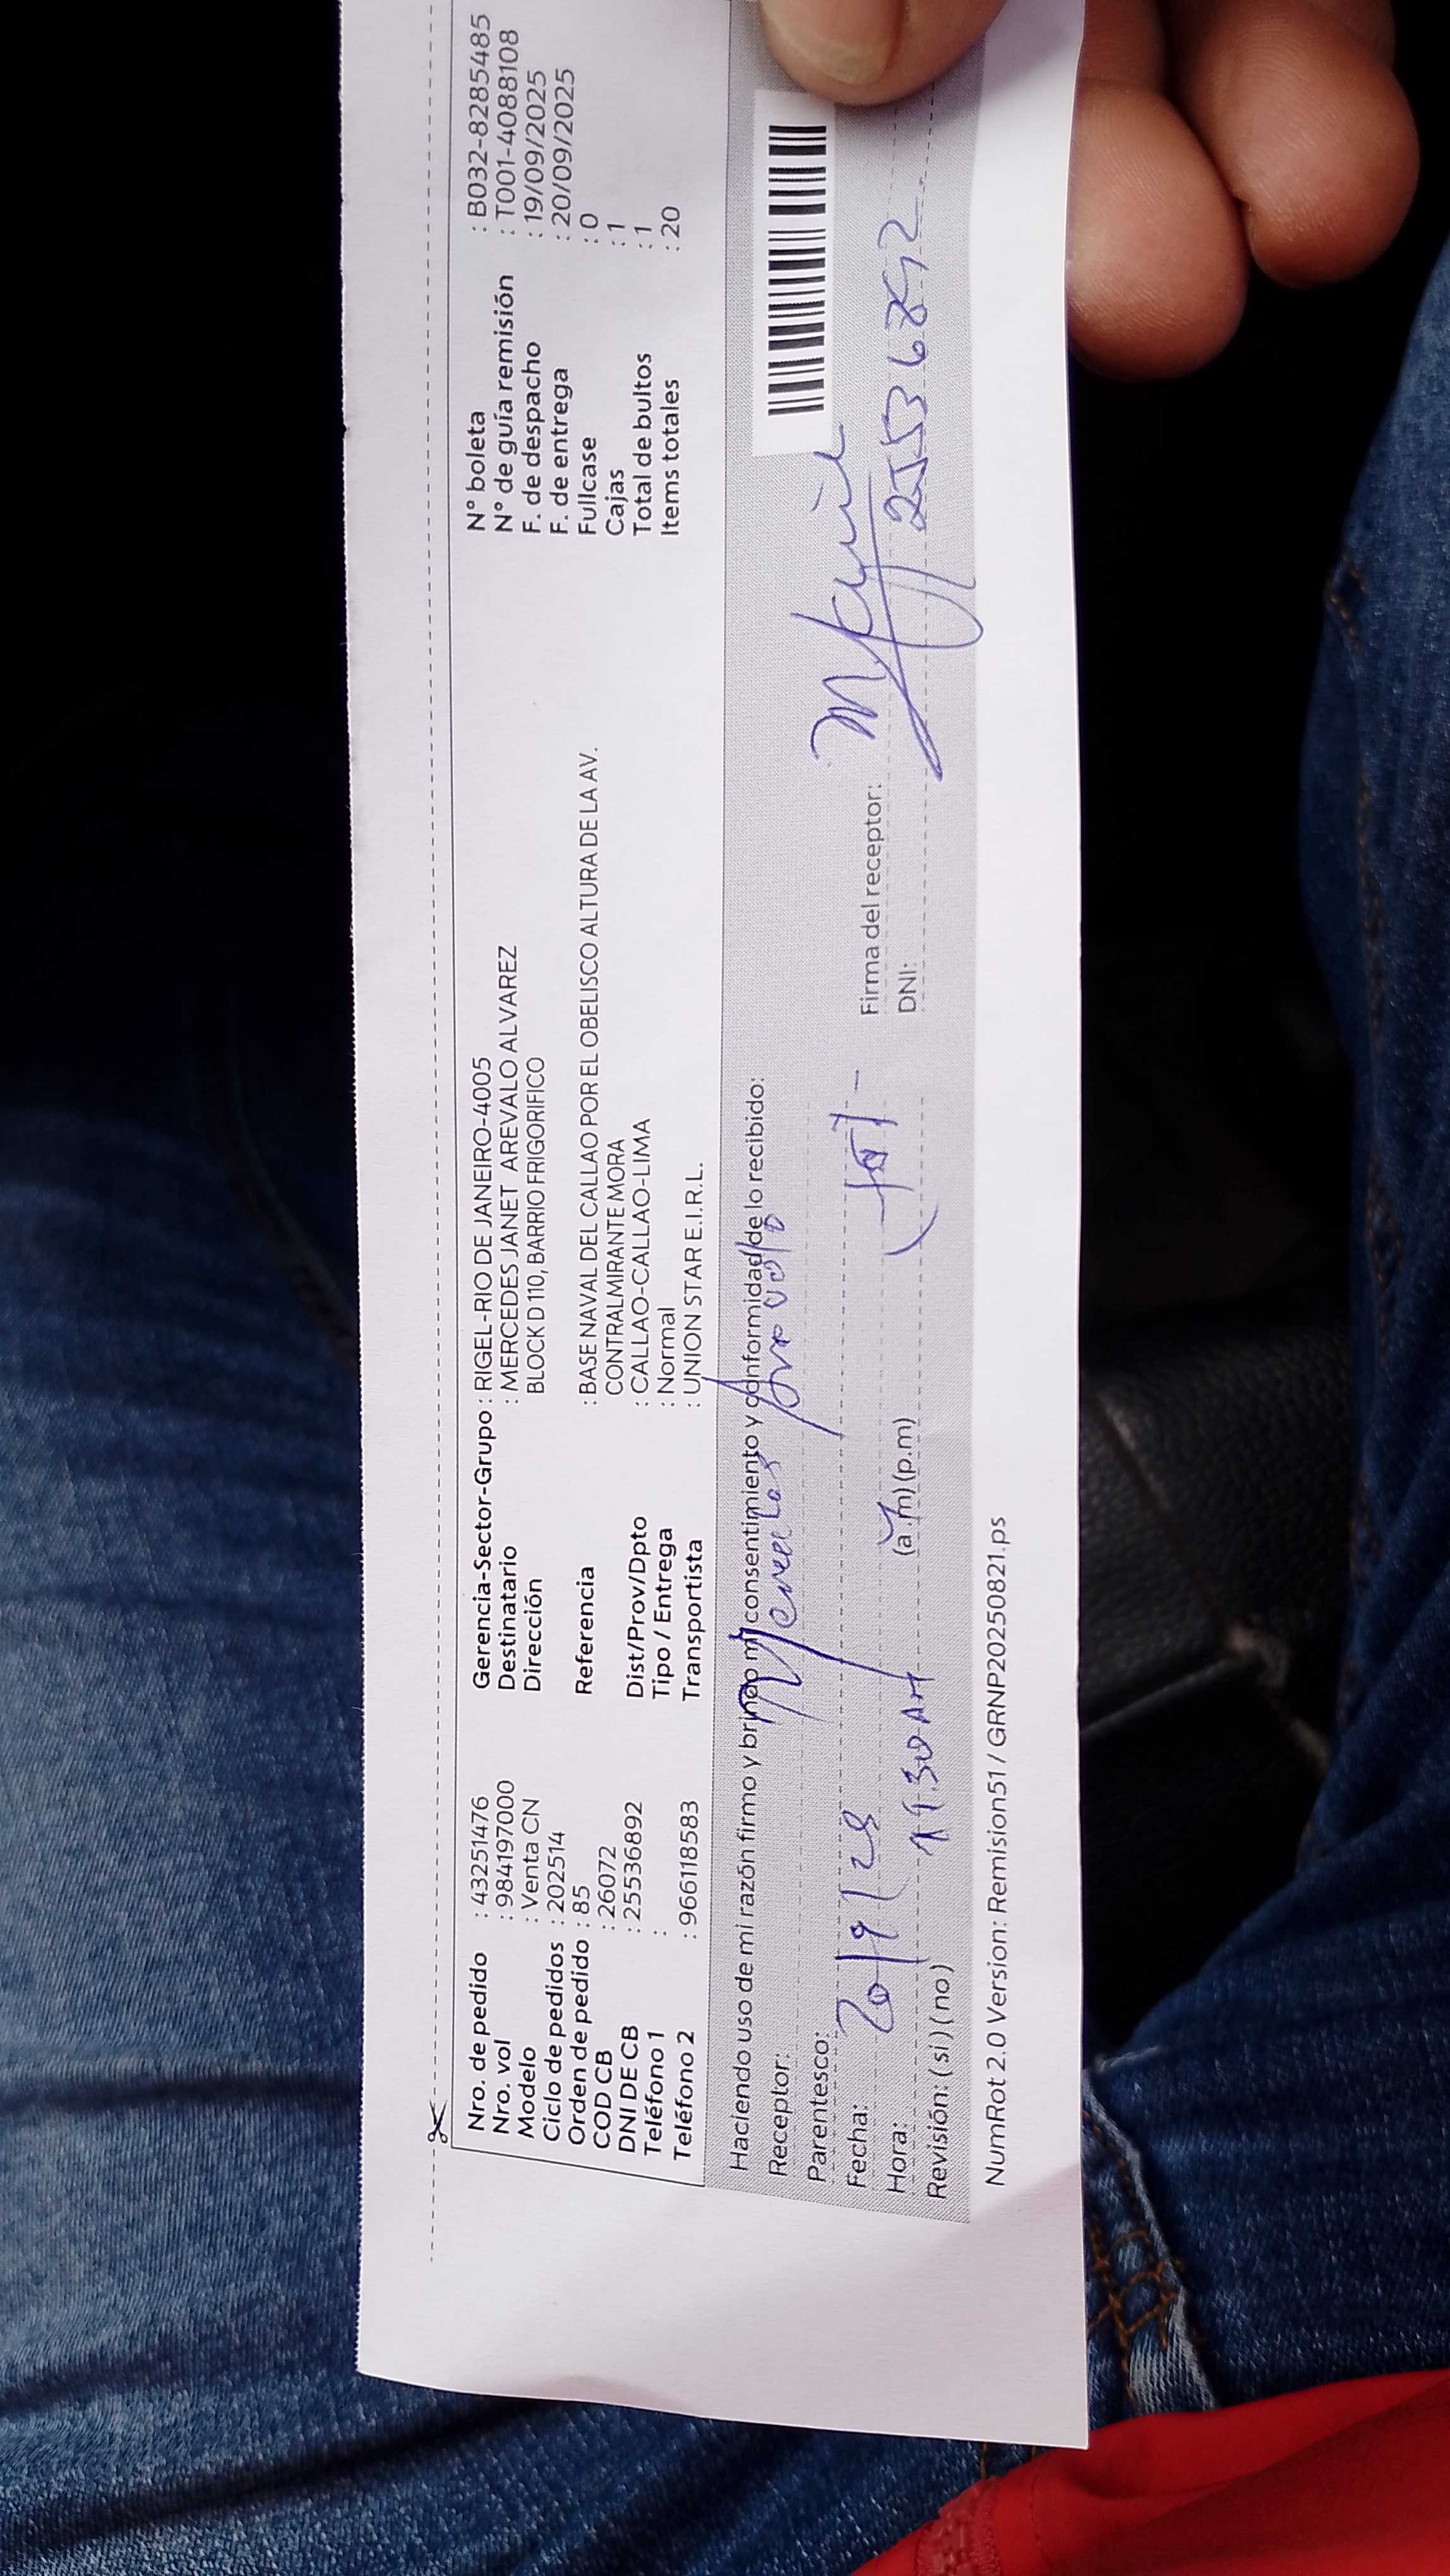 Nro. de pedido : 43251476
Nro. vol : 984197000
Modelo : Venta CN
Ciclo de pedidos : 202514
Orden de pedido : 85
COD CB : 26072
DNI DE CB : 25536892
Teléfono 1 :
Teléfono 2 : 966118583
Gerencia-Sector-Grupo : RIGEL-RIO DE JANEIRO-4005
Destinatario : MERCEDES JANET AREVALO ALVAREZ
Dirección BLOCK D 110, BARRIO FRIGORIFICO
Referencia : BASE NAVAL DEL CALLAO POR EL OBELISCO ALTURA DE LA AV.
CONTRALMIRANTE MORA
Dist/Prov/Dpto : CALLAO-CALLAO-LIMA
Tipo / Entrega : Normal
Transportista : UNION STAR E.I.R.L.
N° boleta : B032-8285485
N° de guía remisión : T001-4088108
F. de despacho : 19/09/2025
F. de entrega : 20/09/2025
Fullcase : 0
Cajas : 1
Total de bultos : 1
Items totales : 20
Haciendo uso de mi razón firmo y brindo mi consentimiento y conformidad de lo recibido:
Receptor: Mercedes Arevalo
Parentesco:
Fecha: 20/9/25
Hora: (a.m) (p.m)
Revisión: ( si ) ( no )
Firma del receptor:
DNI: 25536892
NumRot 2.0 Version: Remision51 / GRNP20250821.ps